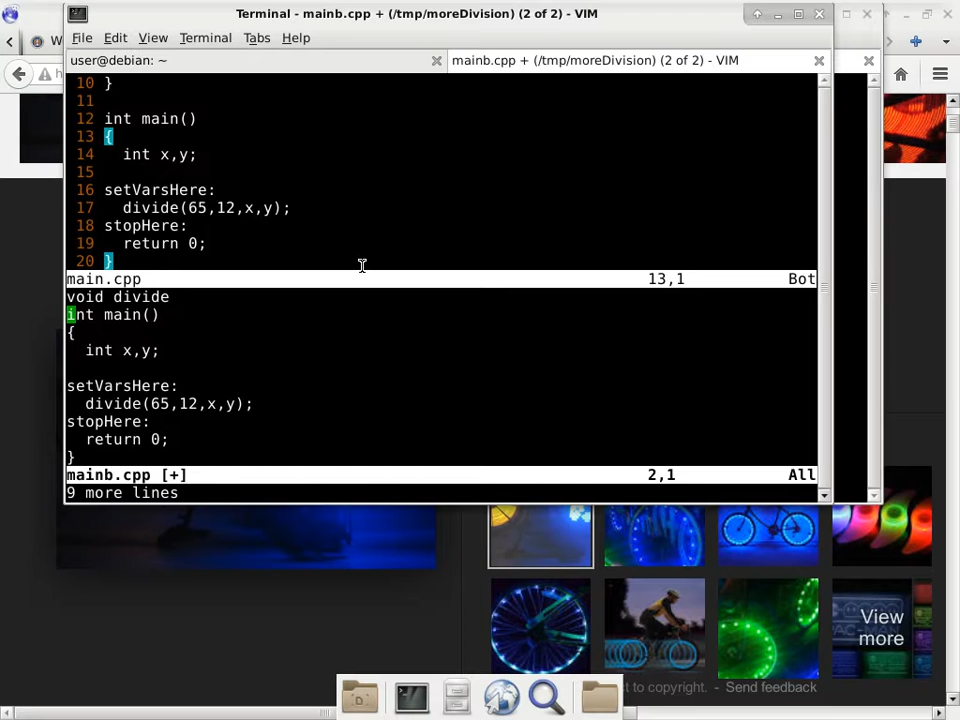 Terminal - mainb.cpp + (/tmp/moreDivision) (2 of 2) - VIM
File Edit View Terminal Tabs Help
user@debian: ~
mainb.cpp + (/tmp/moreDivision) (2 of 2) - VIM
10 }
11
12 int main()
13 {
14   int x,y;
15
16 setVarsHere:
17   divide(65,12,x,y);
18 stopHere:
19   return 0;
20 }
main.cpp 13,1 Bot
void divide
int main()
{
  int x,y;
setVarsHere:
  divide(65,12,x,y);
stopHere:
  return 0;
}
mainb.cpp [+] 2,1 All
9 more lines
View
more
ct to copyright. - Send feedback